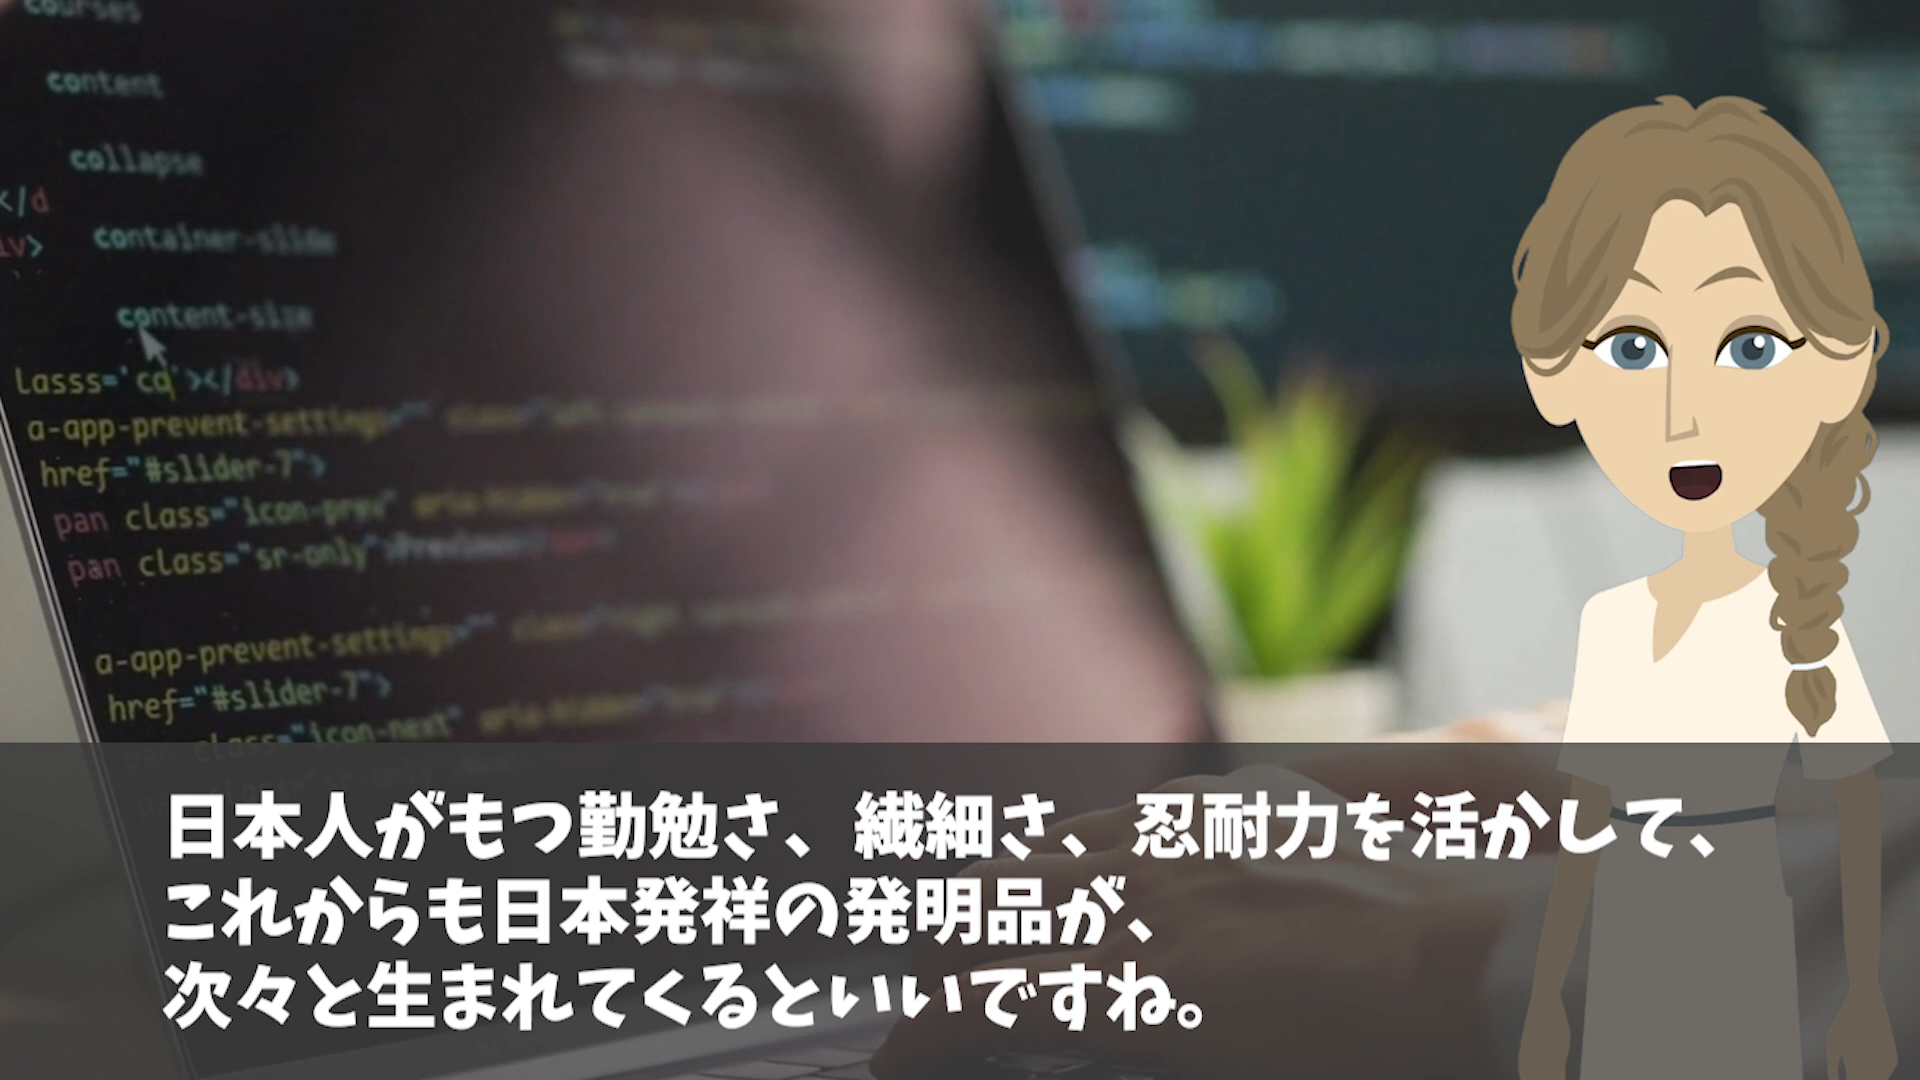 courses
content
collapse
</d
iv>
container-slide
content-size
lasss='cq'></div>
a-app-prevent-settings=""
href="#slider-7">
pan class="icon-prev"
pan class="sr-only">Previous
a-app-prevent-settings=""
href="#slider-7">
class="icon-next"
日本人がもつ勤勉さ、繊細さ、忍耐力を活かして、
これからも日本発祥の発明品が、
次々と生まれてくるといいですね。